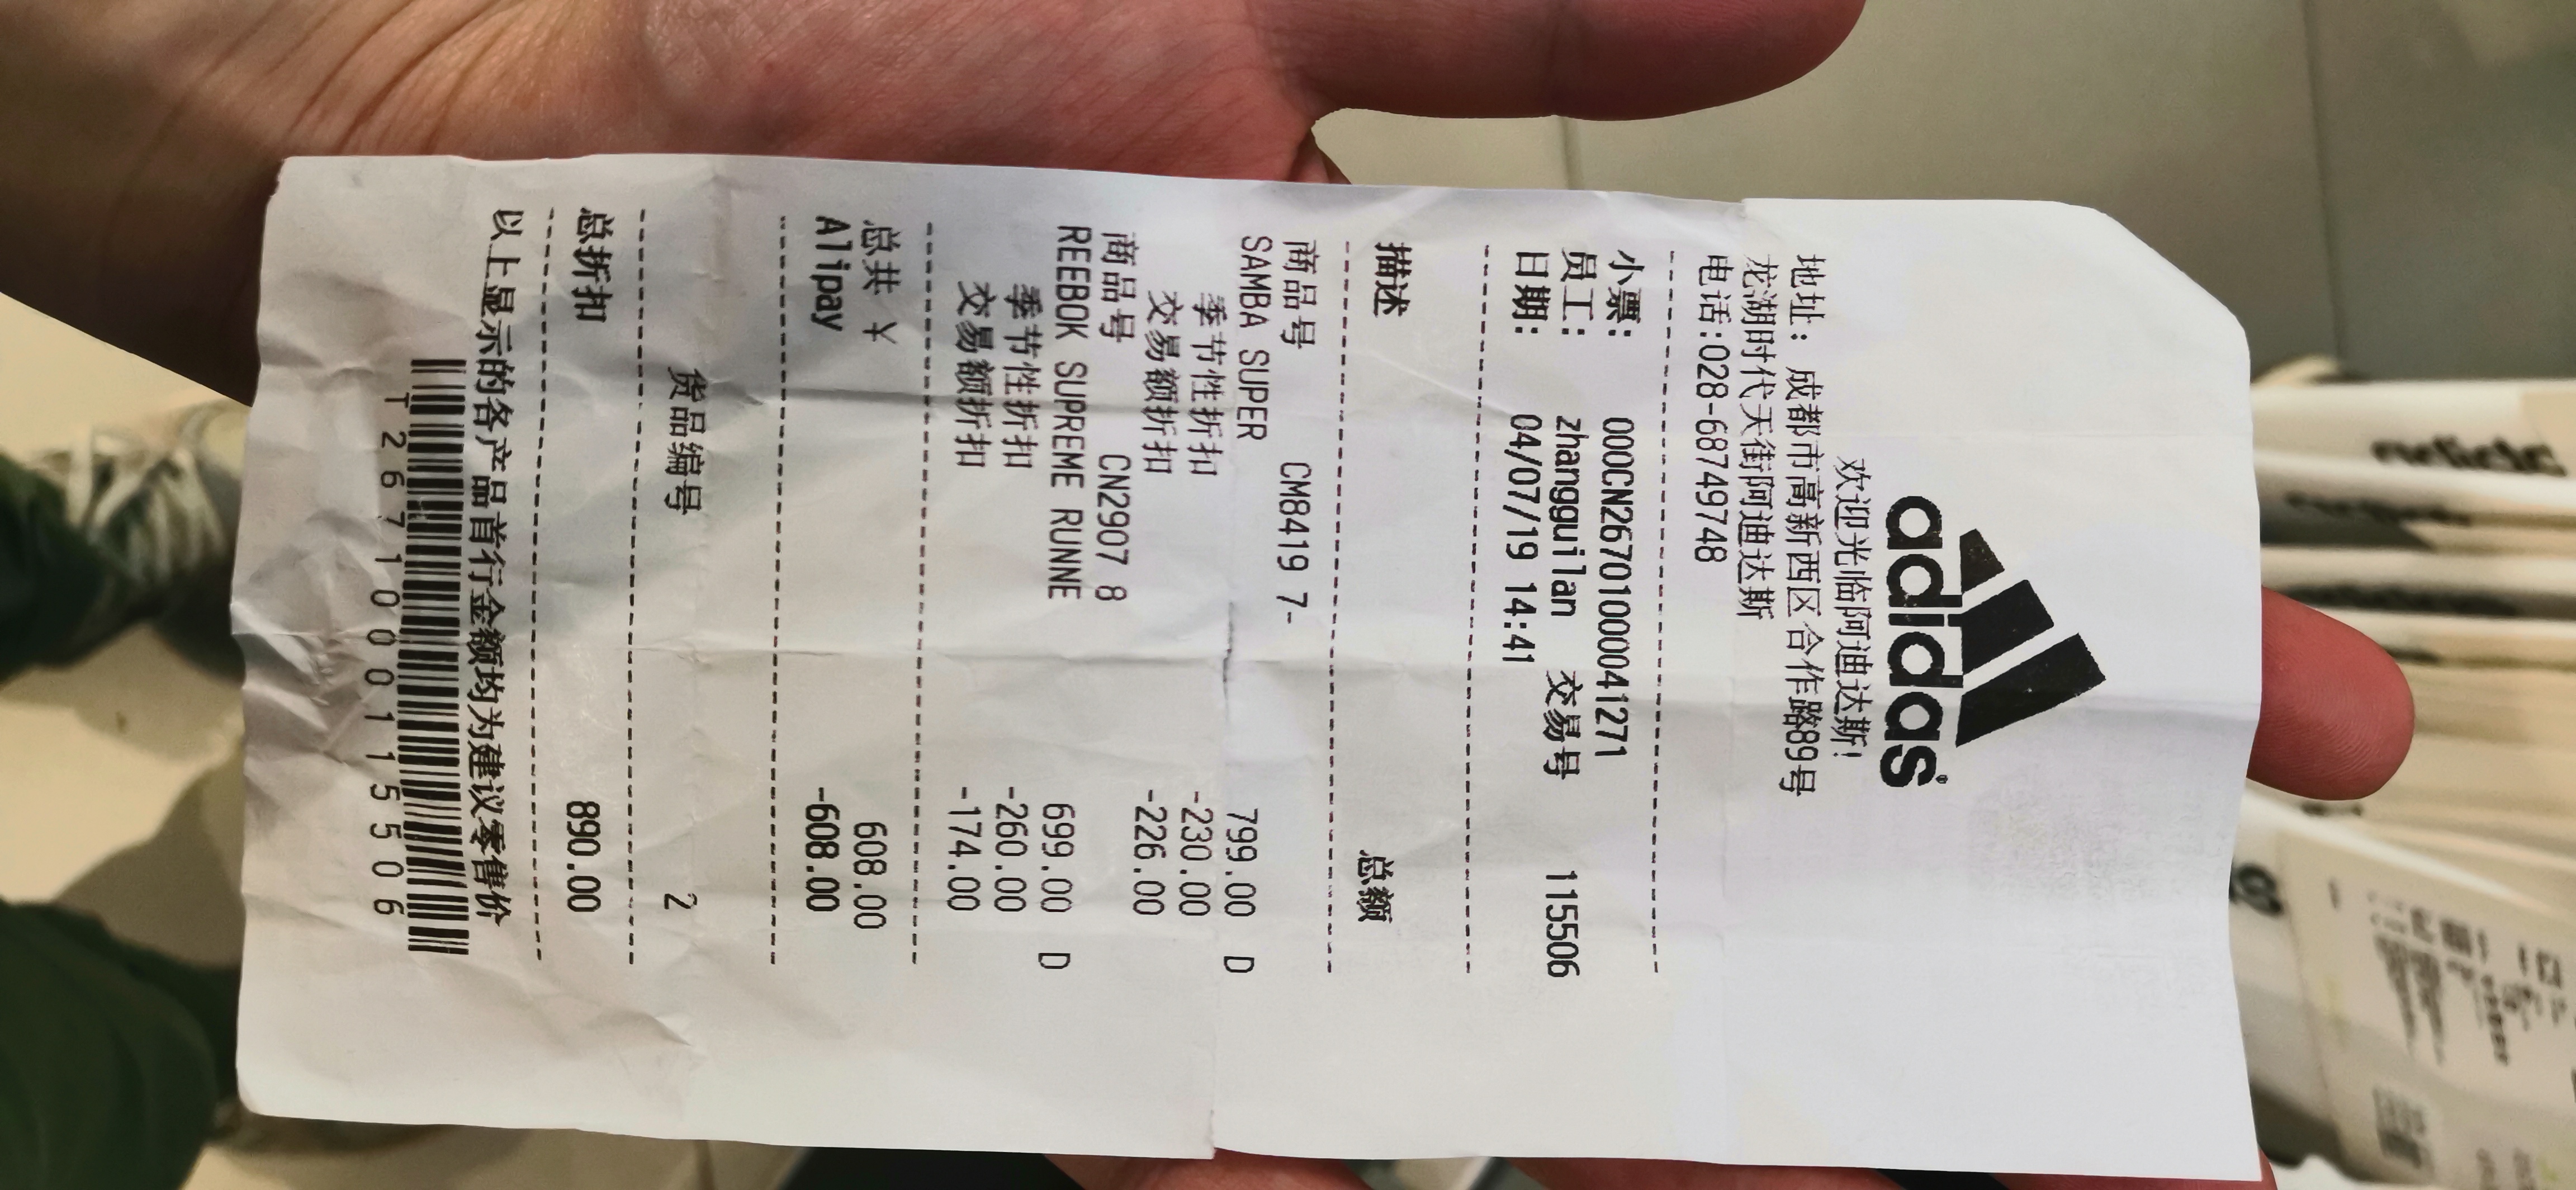 adidas
欢迎光临阿迪达斯!
地址：成都市高新西区合作路89号
龙湖时代天街阿迪达斯
电话:028-68749748
小票: 000CN26701000041271
员工: zhangguilan 交易号 115506
日期: 04/07/19 14:41
描述 总额
商品号 CM8419 7-
SAMBA SUPER 799.00 D
季节性折扣 -230.00
交易额折扣 -226.00
商品号 CN2907 8
REEBOK SUPREME RUNNE 699.00 D
季节性折扣 -260.00
交易额折扣 -174.00
总共 ¥ 608.00
Alipay -608.00
货品编号 2
总折扣 890.00
以上显示的各产品首行金额均为建议零售价
T2671000115506